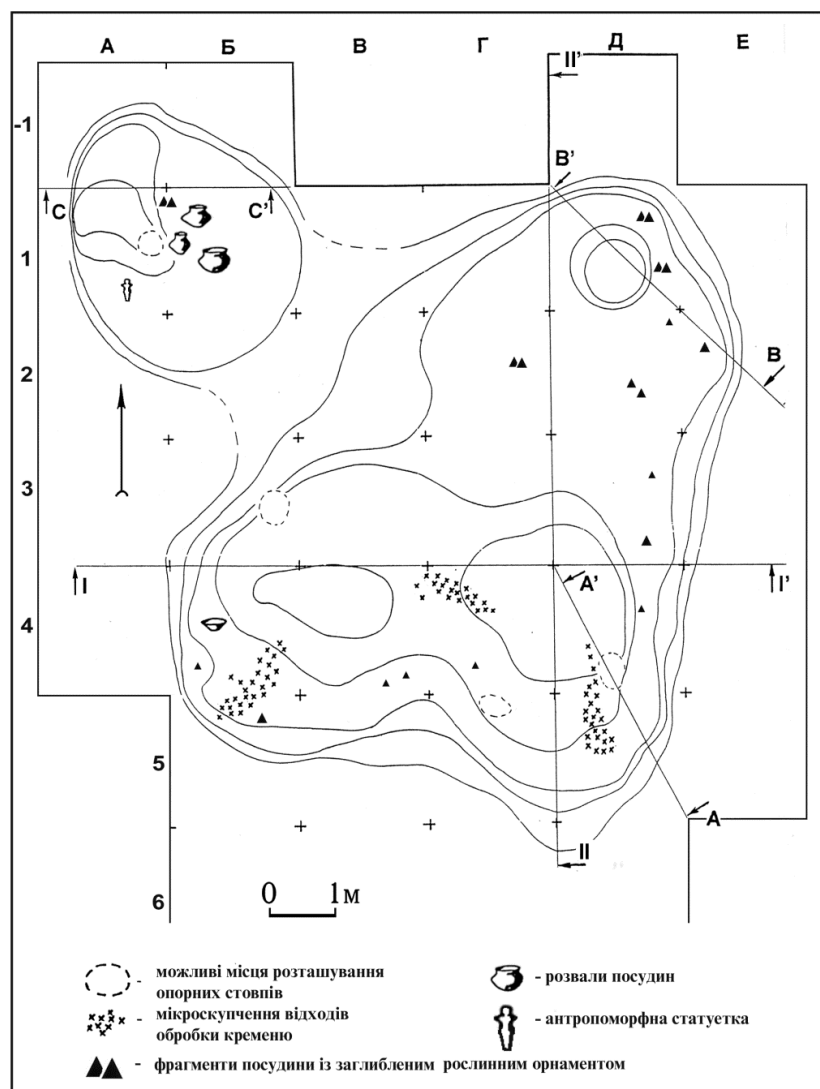 А Б В Г Д Е
II'
-1
B'
C C'
1
2
B
3
I A' I'
4
5
A
II
6
0 1м
- можливі місця розташування
опорних стовпів
- мікроскупчення відходів
обробки кременю
- фрагменти посудини із заглибленим рослинним орнаментом
- розвали посудин
- антропоморфна статуетка